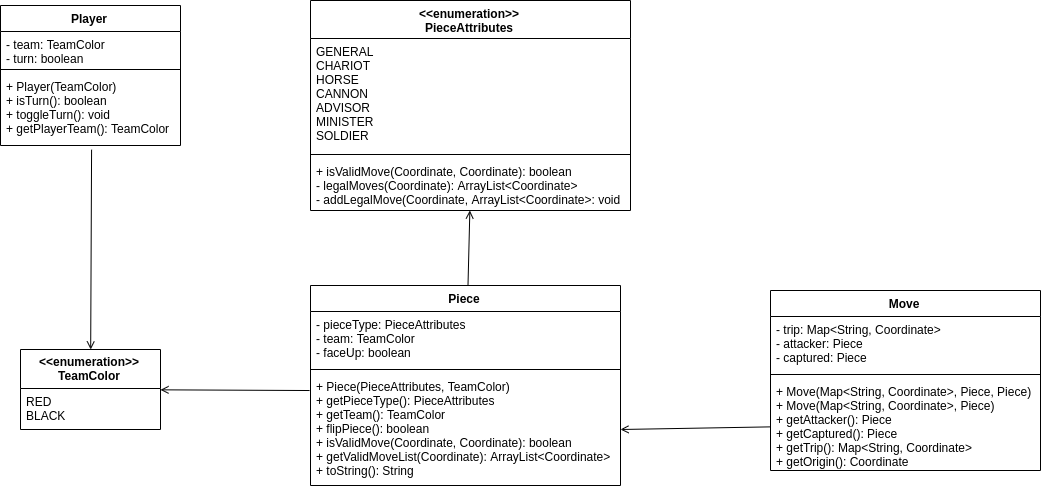 Player
- team: TeamColor
- turn: boolean
+ Player(TeamColor)
+ isTurn(): boolean
+ toggleTurn(): void
+ getPlayerTeam(): TeamColor
<<enumeration>>
PieceAttributes
GENERAL
CHARIOT
HORSE
CANNON
ADVISOR
MINISTER
SOLDIER
+ isValidMove(Coordinate, Coordinate): boolean
- legalMoves(Coordinate): ArrayList<Coordinate>
- addLegalMove(Coordinate, ArrayList<Coordinate>: void
<<enumeration>>
TeamColor
RED
BLACK
Piece
- pieceType: PieceAttributes
- team: TeamColor
- faceUp: boolean
+ Piece(PieceAttributes, TeamColor)
+ getPieceType(): PieceAttributes
+ getTeam(): TeamColor
+ flipPiece(): boolean
+ isValidMove(Coordinate, Coordinate): boolean
+ getValidMoveList(Coordinate): ArrayList<Coordinate>
+ toString(): String
Move
- trip: Map<String, Coordinate>
- attacker: Piece
- captured: Piece
+ Move(Map<String, Coordinate>, Piece, Piece)
+ Move(Map<String, Coordinate>, Piece)
+ getAttacker(): Piece
+ getCaptured(): Piece
+ getTrip(): Map<String, Coordinate>
+ getOrigin(): Coordinate